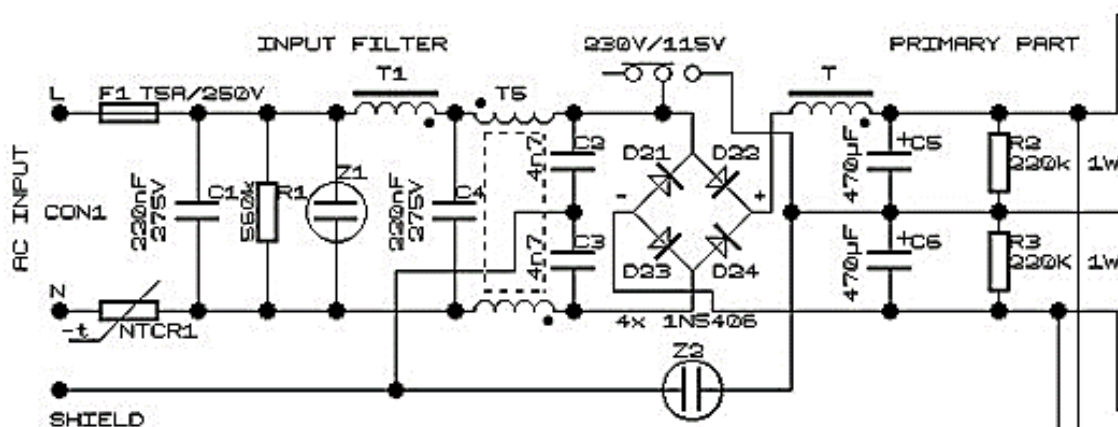 INPUT FILTER
230V/115V
PRIMARY PART
L
F1 T5A/250V
T1
T5
T
AC INPUT
CON1
220nF
275V
C1
560k
R1
Z1
220nF
275V
C4
4n7
C2
4n7
C3
D21
D22
D23
D24
-
+
4x 1N5406
470µF
+C5
470µF
+C6
R2
220k 1W
R3
220K 1W
N
-t NTCR1
Z2
SHIELD